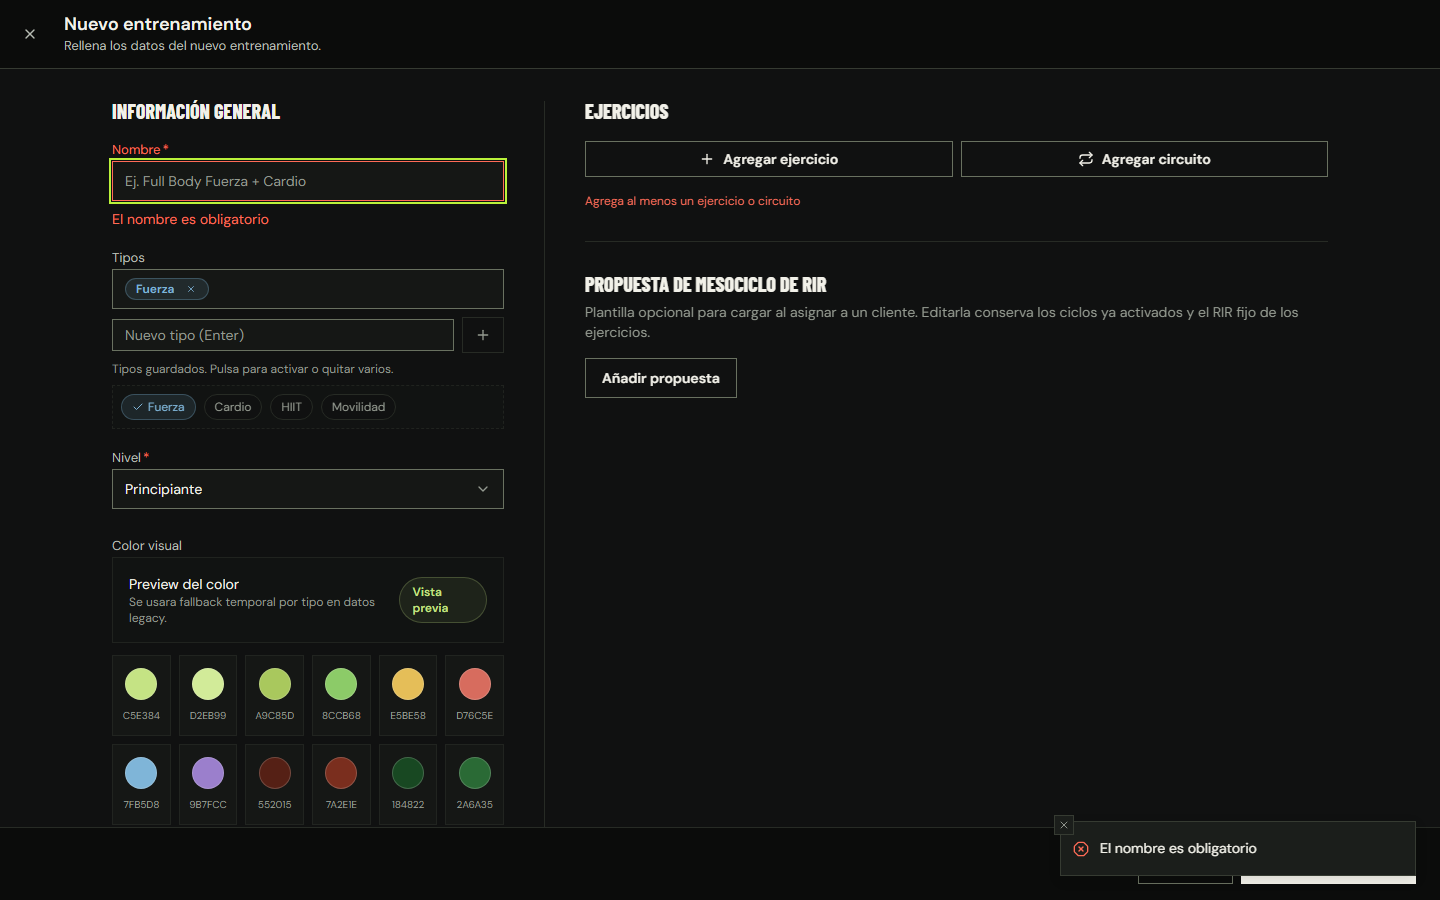 Nuevo entrenamiento
Rellena los datos del nuevo entrenamiento.
INFORMACIÓN GENERAL
Nombre *
Ej. Full Body Fuerza + Cardio
El nombre es obligatorio
Tipos
Fuerza
Nuevo tipo (Enter)
Tipos guardados. Pulsa para activar o quitar varios.
Fuerza
Cardio
HIIT
Movilidad
Nivel *
Principiante
Color visual
Preview del color
Se usara fallback temporal por tipo en datos
legacy.
Vista
previa
C5E384
D2EB99
A9C85D
8CCB68
E5BE58
D76C5E
7FB5D8
9B7FCC
552015
7A2E1E
184822
2A6A35
EJERCICIOS
Agregar ejercicio
Agregar circuito
Agrega al menos un ejercicio o circuito
PROPUESTA DE MESOCICLO DE RIR
Plantilla opcional para cargar al asignar a un cliente. Editarla conserva los ciclos ya activados y el RIR fijo de los
ejercicios.
Añadir propuesta
El nombre es obligatorio